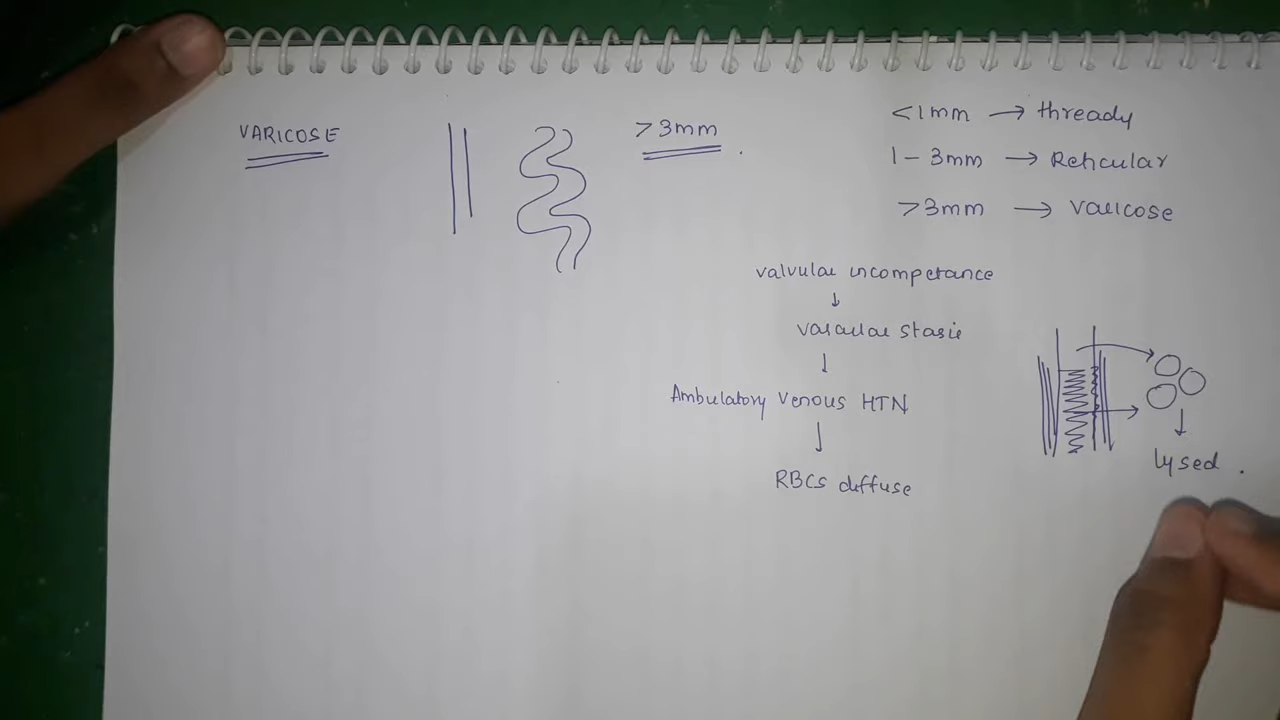 VARICOSE
>3mm .
<1mm → thready
1 - 3mm → Reticular
>3mm → Varicose
valvular incompetance
↓
vascular stasis
↓
Ambulatory Venous HTN
↓
RBCs diffuse
↓
lysed .